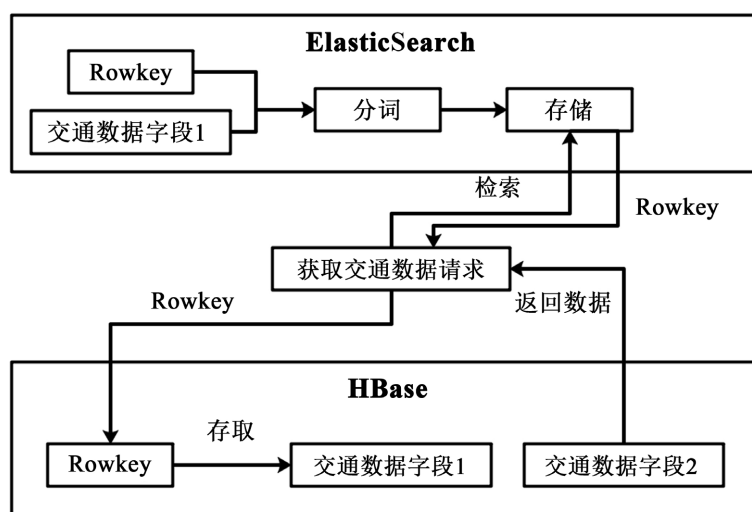 ElasticSearch
Rowkey
交通数据字段1
分词
存储
检索
Rowkey
获取交通数据请求
Rowkey
返回数据
HBase
Rowkey
存取
交通数据字段1
交通数据字段2